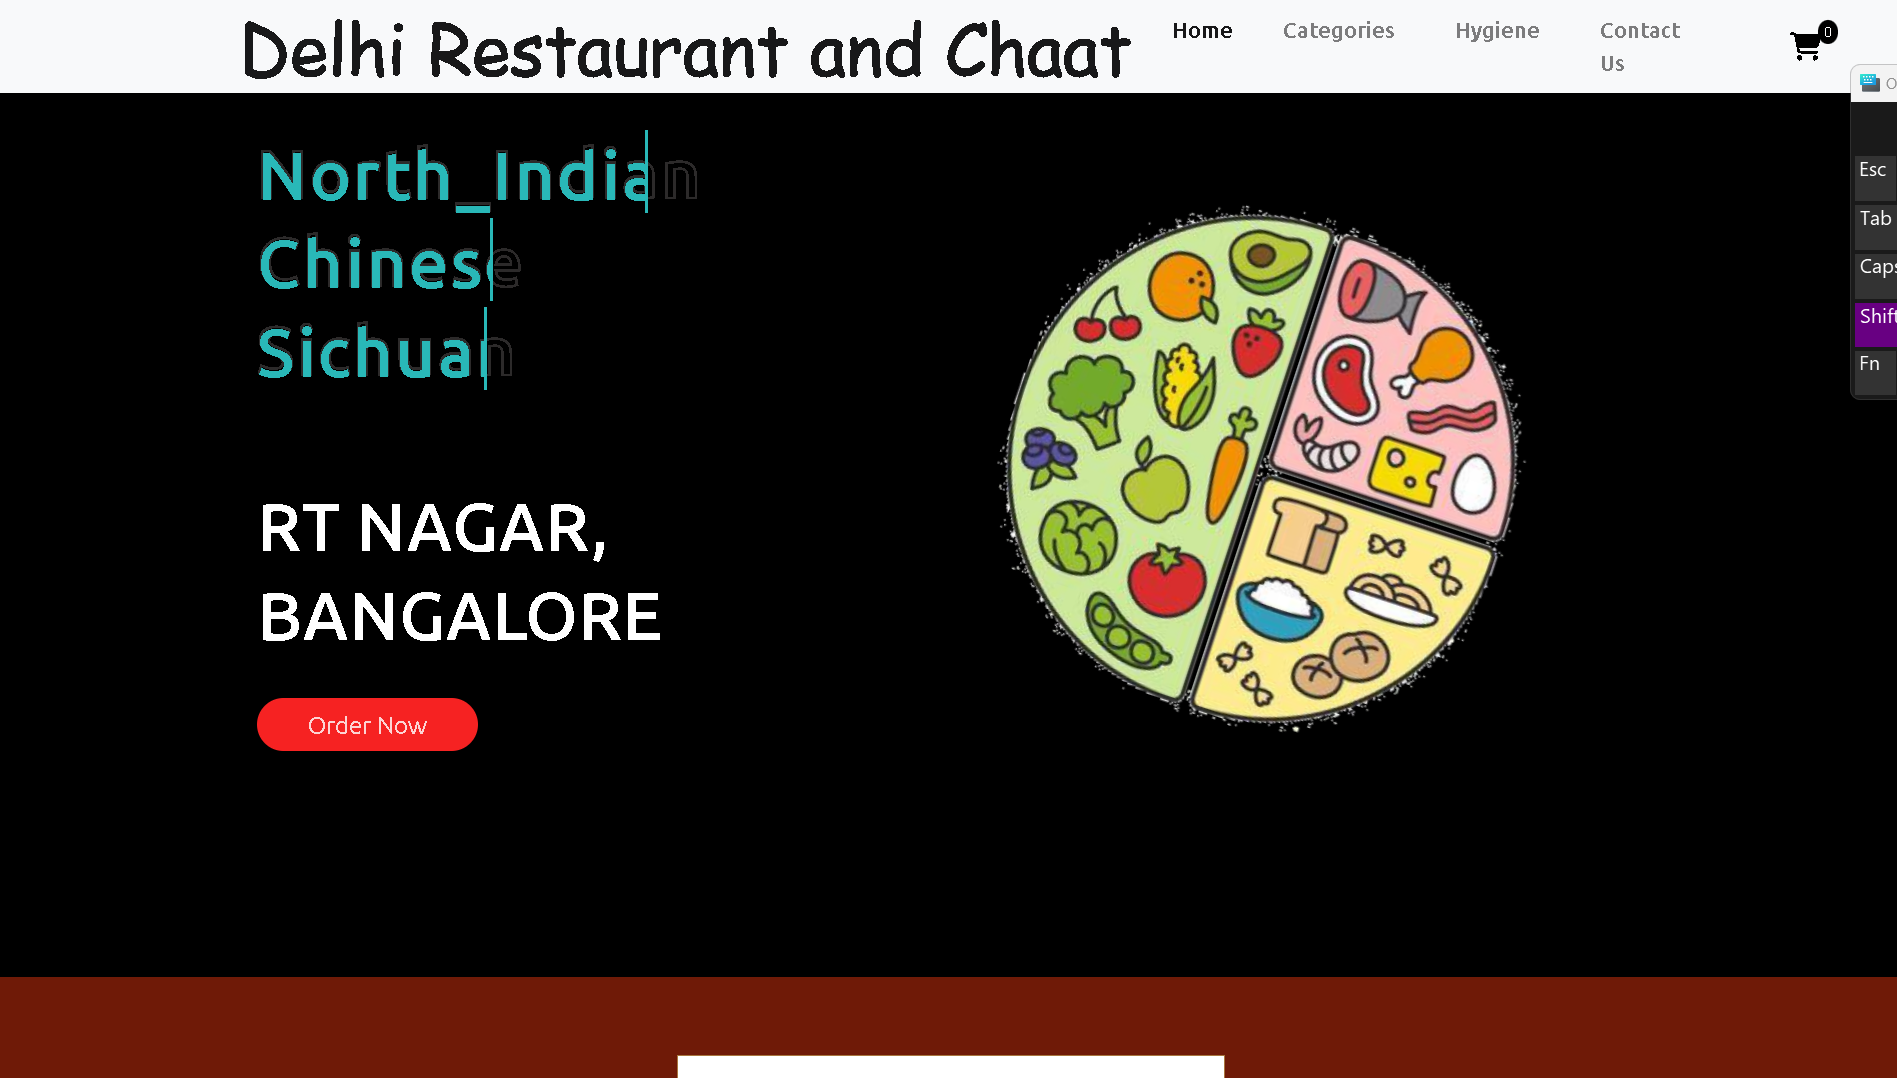 Delhi Restaurant and Chaat
Home
Categories
Hygiene
Contact
Us
0
North_Indian
Chinese
Sichuan
RT NAGAR,
BANGALORE
Order Now
Esc
Tab
Caps
Shift
Fn